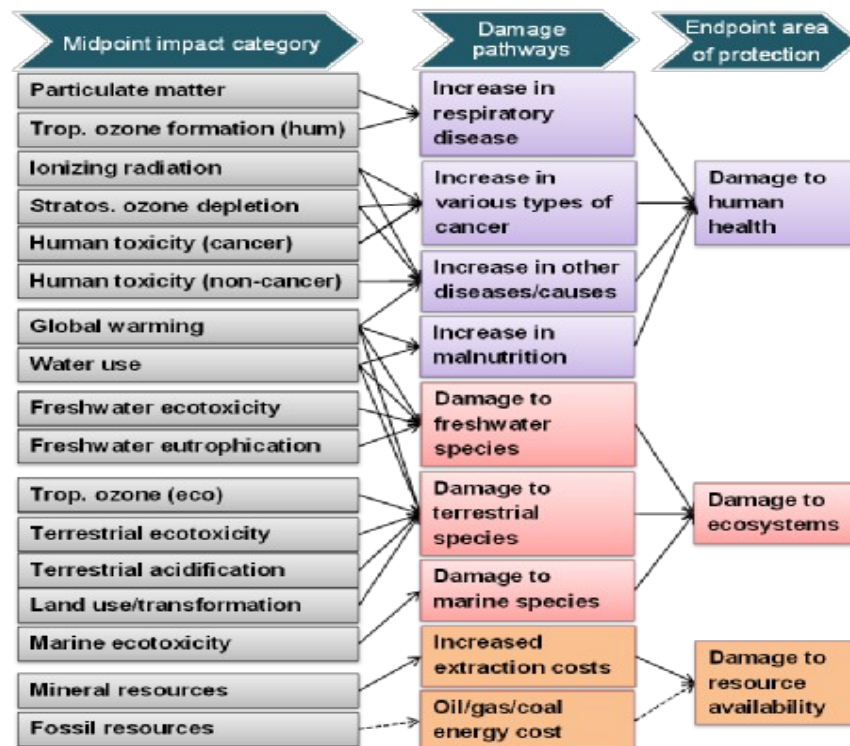 Midpoint impact category
Damage
pathways
Endpoint area
of protection
Particulate matter
Trop. ozone formation (hum)
Ionizing radiation
Stratos. ozone depletion
Human toxicity (cancer)
Human toxicity (non-cancer)
Global warming
Water use
Freshwater ecotoxicity
Freshwater eutrophication
Trop. ozone (eco)
Terrestrial ecotoxicity
Terrestrial acidification
Land use/transformation
Marine ecotoxicity
Mineral resources
Fossil resources
Increase in
respiratory
disease
Increase in
various types of
cancer
Increase in other
diseases/causes
Increase in
malnutrition
Damage to
freshwater
species
Damage to
terrestrial
species
Damage to
marine species
Increased
extraction costs
Oil/gas/coal
energy cost
Damage to
human
health
Damage to
ecosystems
Damage to
resource
availability